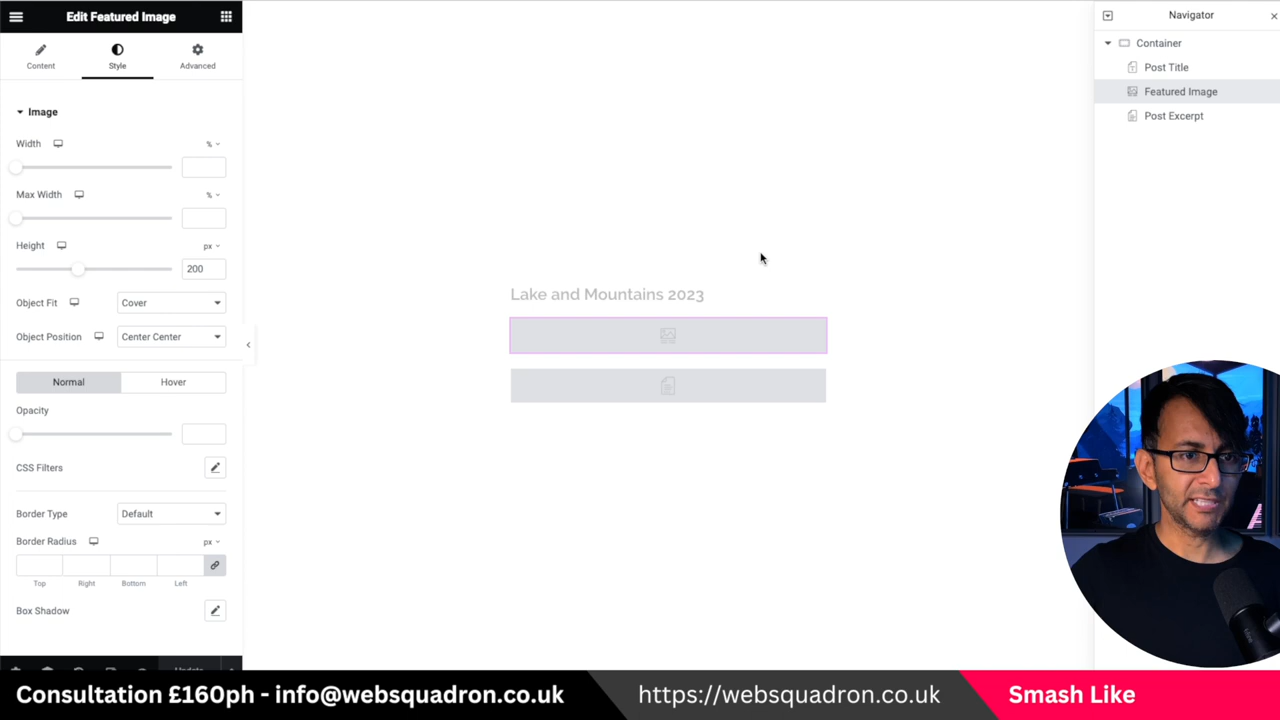 Edit Featured Image
Content
Style
Advanced
Image
Width
%
Max Width
%
Height
px
200
Object Fit
Cover
Object Position
Center Center
Normal
Hover
Opacity
CSS Filters
Border Type
Default
Border Radius
px
Top
Right
Bottom
Left
Box Shadow
Lake and Mountains 2023
Navigator
Container
Post Title
Featured Image
Post Excerpt
Consultation £160ph - info@websquadron.co.uk
https://websquadron.co.uk
Smash Like